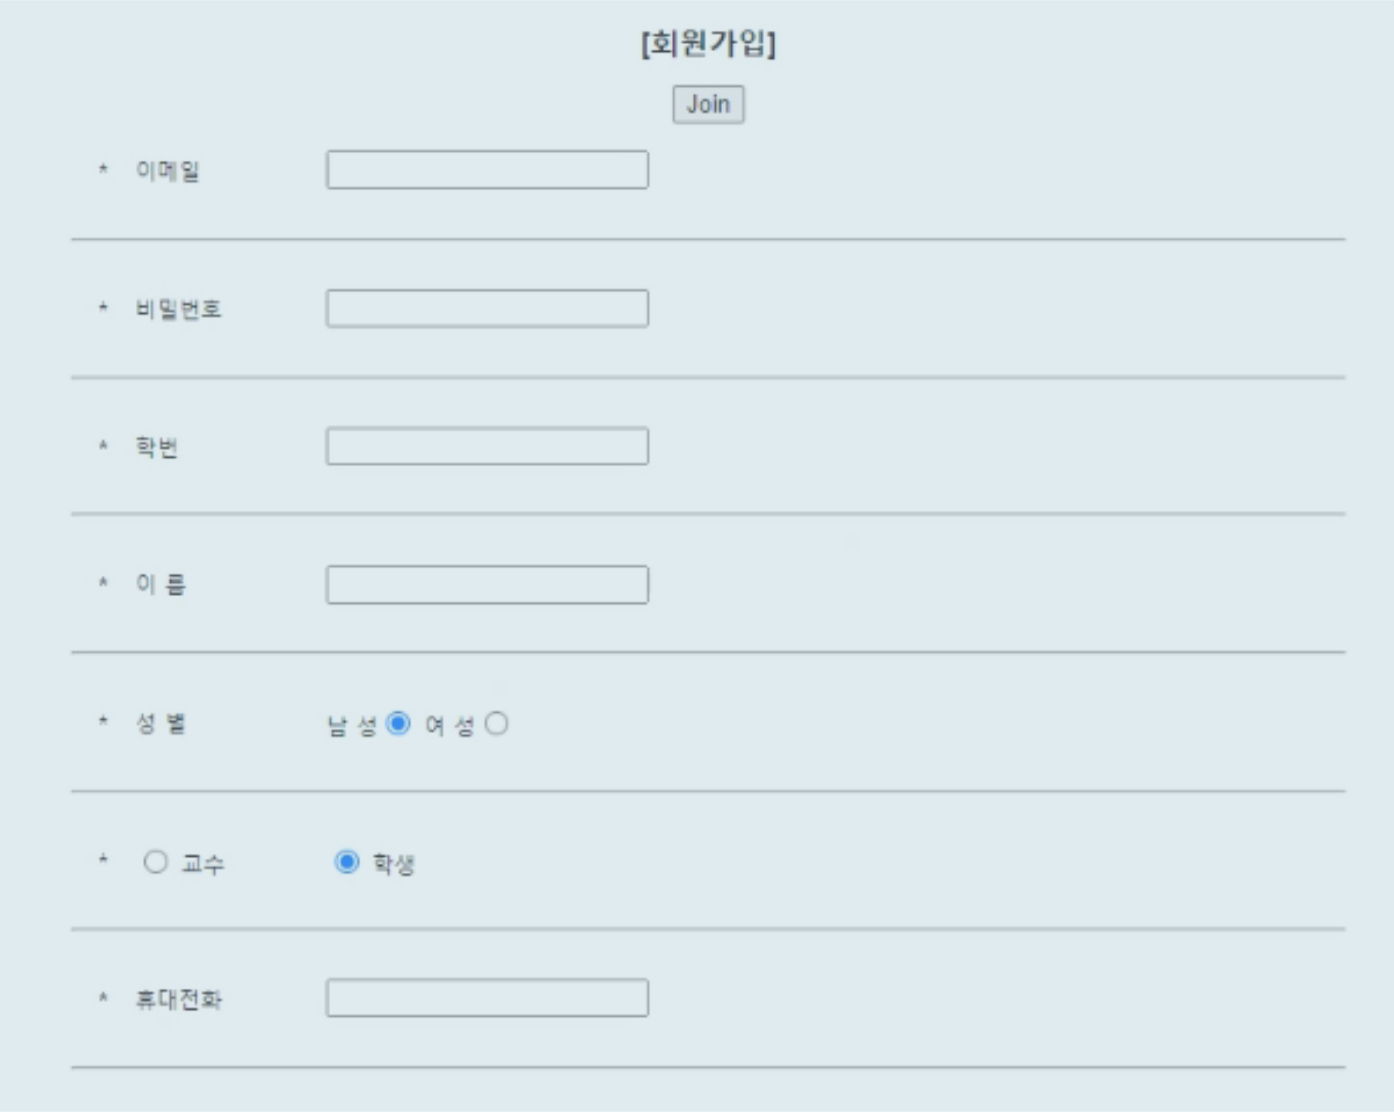 [회원가입]
Join
* 이메일
* 비밀번호
* 학번
* 이 름
* 성 별 남 성 여 성
* 교수 학생
* 휴대전화